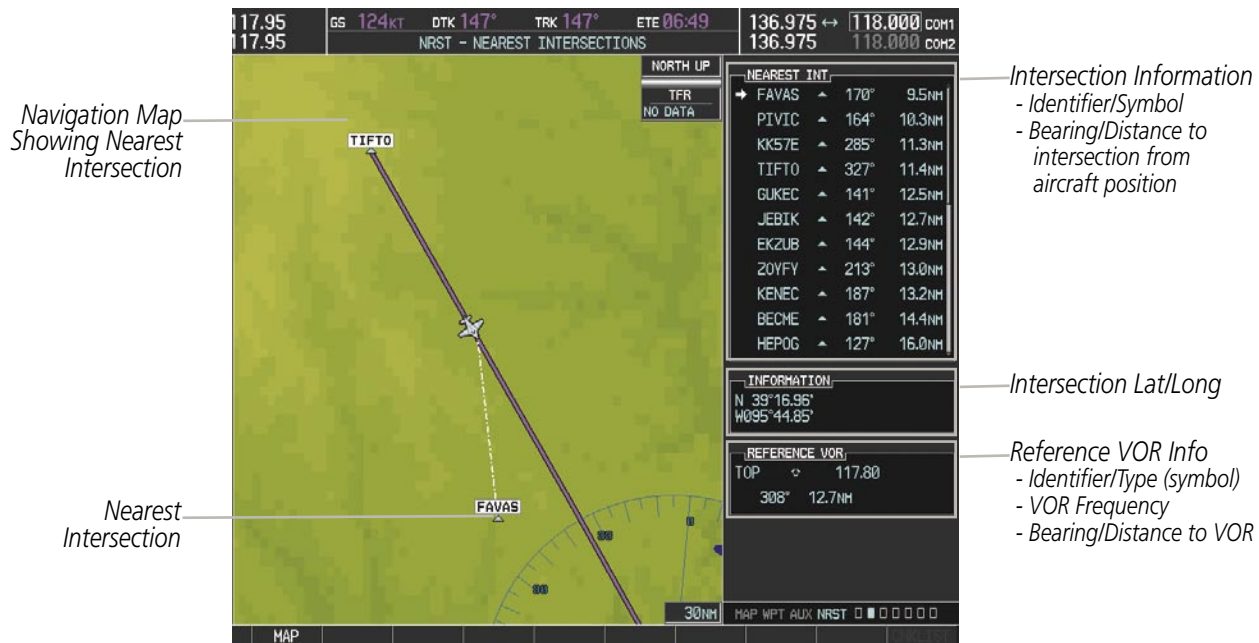 117.95 GS 124KT DTK 147° TRK 147° ETE 06:49 136.975 ↔ 118.000 COM1
117.95 NRST - NEAREST INTERSECTIONS 136.975 118.000 COM2
NORTH UP
TFR
NO DATA
Navigation Map
Showing Nearest
Intersection
TIFTO
NEAREST INT
FAVAS 170° 9.5NM
PIVIC 164° 10.3NM
KK57E 285° 11.3NM
TIFTO 327° 11.4NM
GUKEC 141° 12.5NM
JEBIK 142° 12.7NM
EKZUB 144° 12.9NM
ZOYFY 213° 13.0NM
KENEC 187° 13.2NM
BECME 181° 14.4NM
HEPOG 127° 16.0NM
Intersection Information
- Identifier/Symbol
- Bearing/Distance to
intersection from
aircraft position
INFORMATION
N 39°16.96'
W095°44.85'
Intersection Lat/Long
REFERENCE VOR
TOP 117.80
308° 12.7NM
Reference VOR Info
- Identifier/Type (symbol)
- VOR Frequency
- Bearing/Distance to VOR
Nearest
Intersection
FAVAS
30NM
MAP WPT AUX NRST
MAP CHKLIST